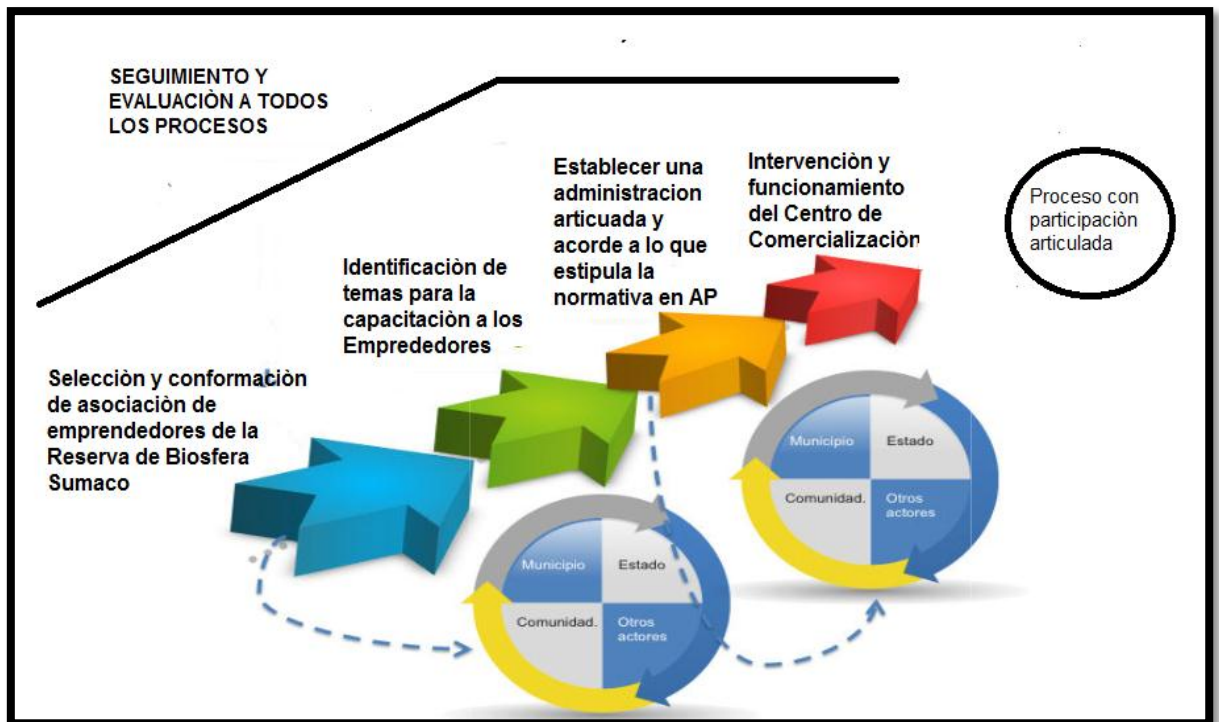 SEGUIMIENTO Y
EVALUACIÒN A TODOS
LOS PROCESOS
Selecciòn y conformaciòn
de asociaciòn de
emprendedores de la
Reserva de Biosfera
Sumaco
Identificaciòn de
temas para la
capacitaciòn a los
Emprededores
Establecer una
administracion
articuada y
acorde a lo que
estipula la
normativa en AP
Intervenciòn y
funcionamiento
del Centro de
Comercializaciòn
Proceso con
participaciòn
articulada
Municipio
Estado
Comunidad.
Otros
actores
Municipio
Estado
Comunidad.
Otros
actores